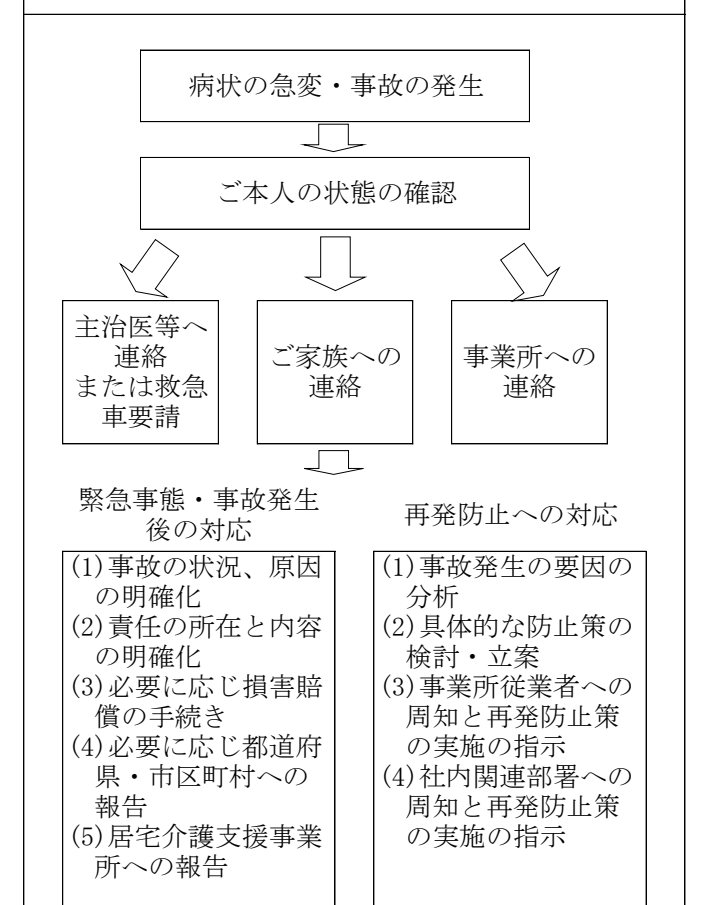 病状の急変・事故の発生
ご本人の状態の確認
主治医等へ
連絡
または救急
車要請
ご家族への
連絡
事業所への
連絡
緊急事態・事故発生
後の対応
(1)事故の状況、原因
の明確化
(2)責任の所在と内容
の明確化
(3)必要に応じ損害賠
償の手続き
(4)必要に応じ都道府
県・市区町村への
報告
(5)居宅介護支援事業
所への報告
再発防止への対応
(1)事故発生の要因の
分析
(2)具体的な防止策の
検討・立案
(3)事業所従業者への
周知と再発防止策
の実施の指示
(4)社内関連部署への
周知と再発防止策
の実施の指示